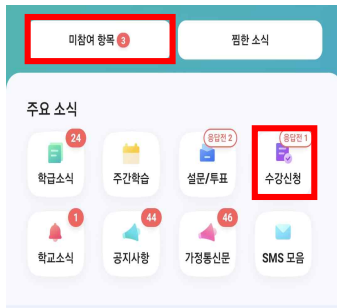 미참여 항목 3
찜한 소식
주요 소식
24
응답전 2
응답전 1
학급소식
주간학습
설문/투표
수강신청
1
44
46
학교소식
공지사항
가정통신문
SMS 모음